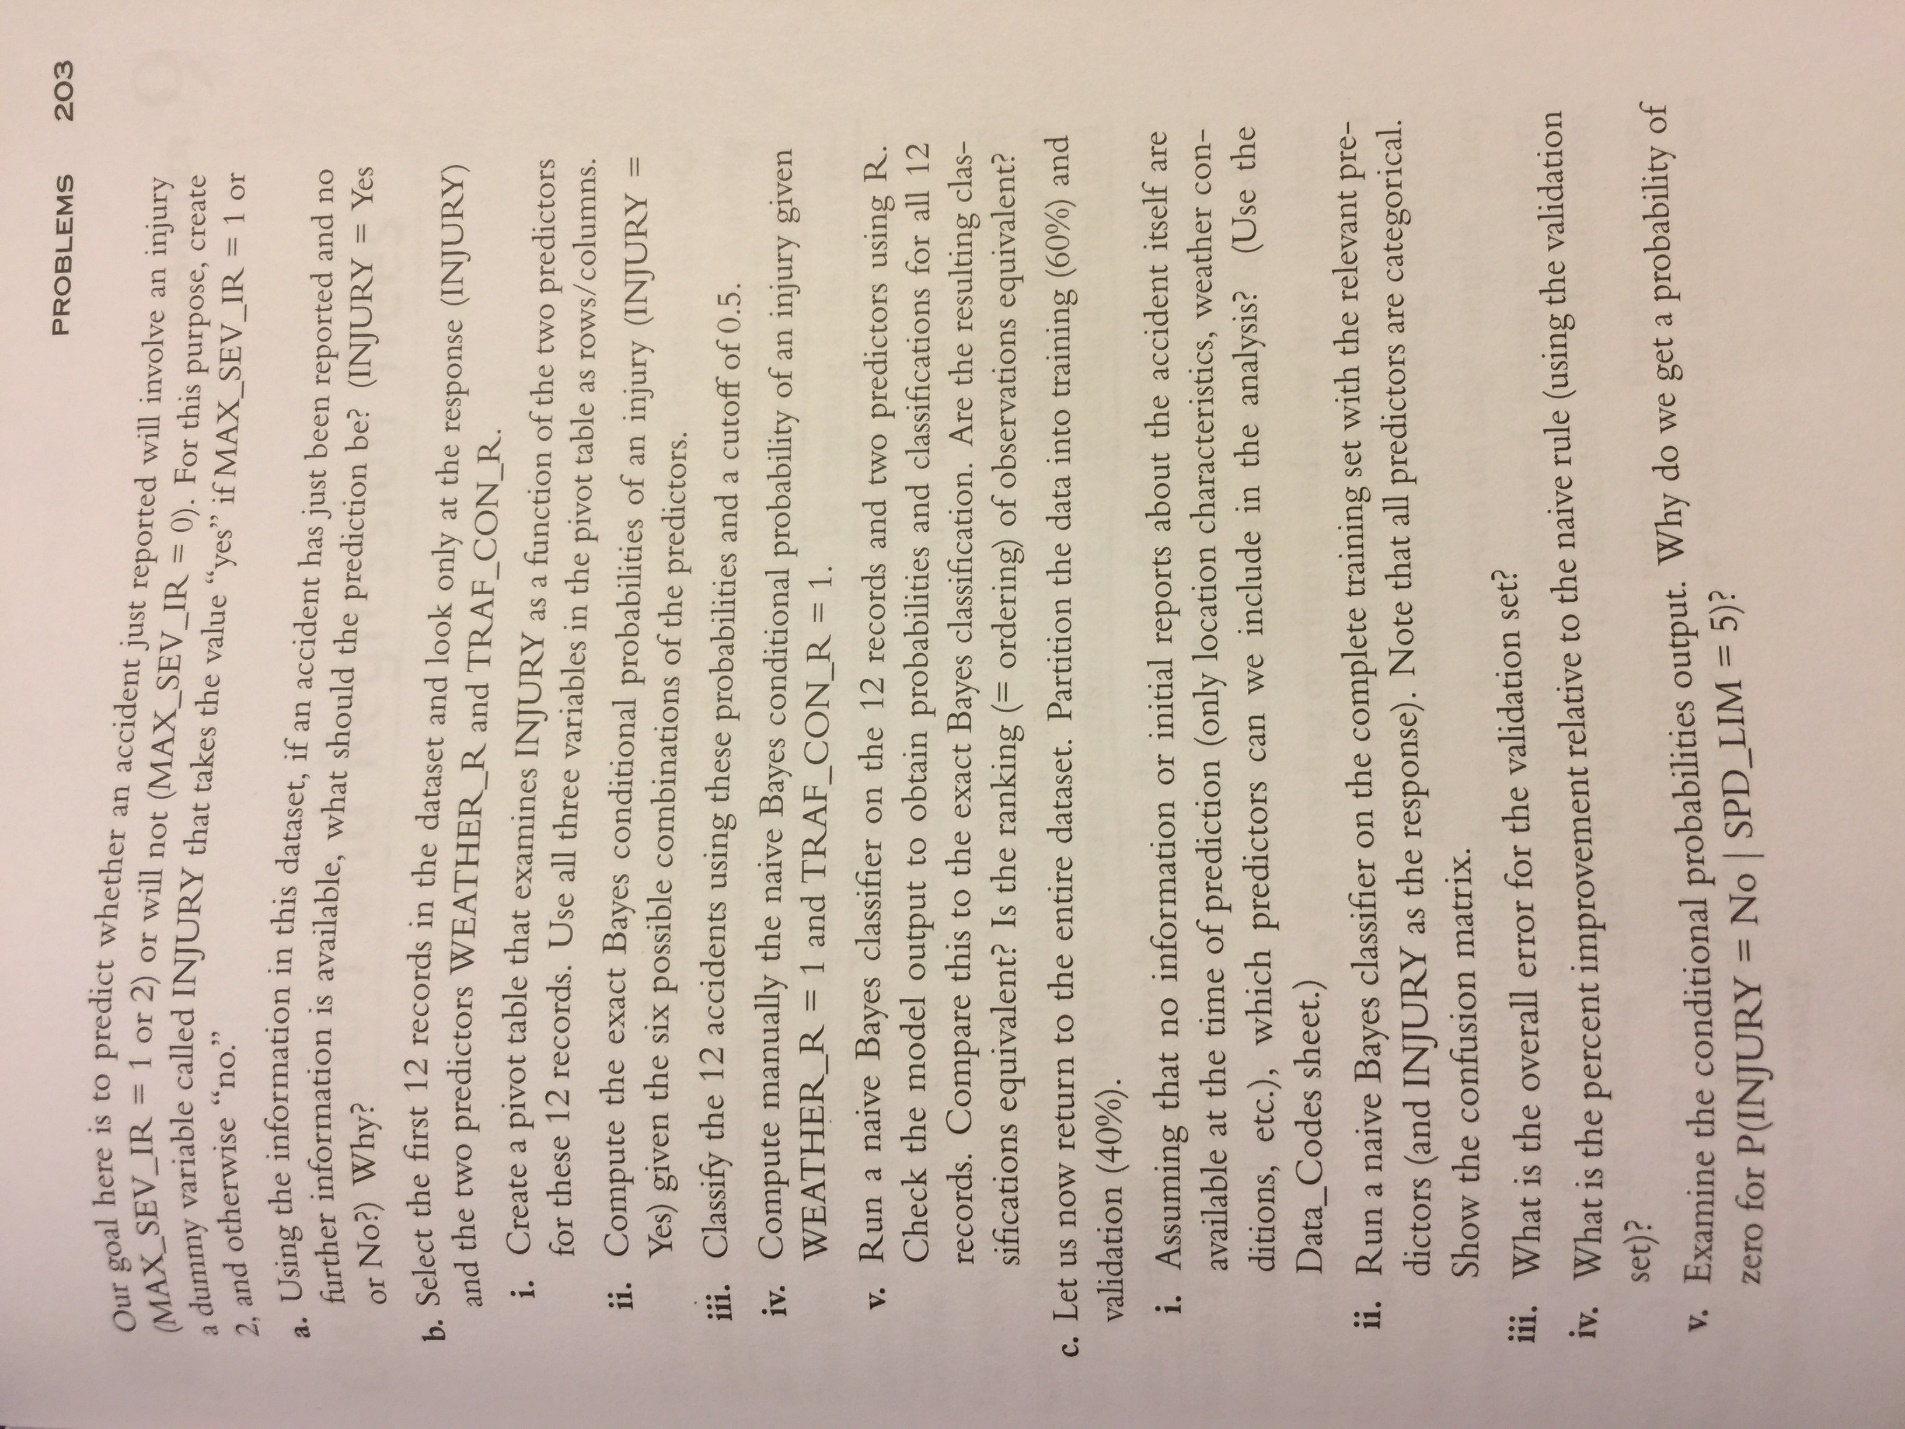 PROBLEMS 203
Our goal here is to predict whether an accident just reported will involve an injury
(MAX_SEV_IR = 1 or 2) or will not (MAX_SEV_IR = 0). For this purpose, create
a dummy variable called INJURY that takes the value “yes” if MAX_SEV_IR = 1 or
2, and otherwise “no.”
a. Using the information in this dataset, if an accident has just been reported and no
further information is available, what should the prediction be? (INJURY = Yes
or No?) Why?
b. Select the first 12 records in the dataset and look only at the response (INJURY)
and the two predictors WEATHER_R and TRAF_CON_R.
i. Create a pivot table that examines INJURY as a function of the two predictors
for these 12 records. Use all three variables in the pivot table as rows/columns.
ii. Compute the exact Bayes conditional probabilities of an injury (INJURY =
Yes) given the six possible combinations of the predictors.
iii. Classify the 12 accidents using these probabilities and a cutoff of 0.5.
iv. Compute manually the naive Bayes conditional probability of an injury given
WEATHER_R = 1 and TRAF_CON_R = 1.
v. Run a naive Bayes classifier on the 12 records and two predictors using R.
Check the model output to obtain probabilities and classifications for all 12
records. Compare this to the exact Bayes classification. Are the resulting clas-
sifications equivalent? Is the ranking (= ordering) of observations equivalent?
c. Let us now return to the entire dataset. Partition the data into training (60%) and
validation (40%).
i. Assuming that no information or initial reports about the accident itself are
available at the time of prediction (only location characteristics, weather con-
ditions, etc.), which predictors can we include in the analysis? (Use the
Data_Codes sheet.)
ii. Run a naive Bayes classifier on the complete training set with the relevant pre-
dictors (and INJURY as the response). Note that all predictors are categorical.
Show the confusion matrix.
iii. What is the overall error for the validation set?
iv. What is the percent improvement relative to the naive rule (using the validation
set)?
v. Examine the conditional probabilities output. Why do we get a probability of
zero for P(INJURY = No | SPD_LIM = 5)?